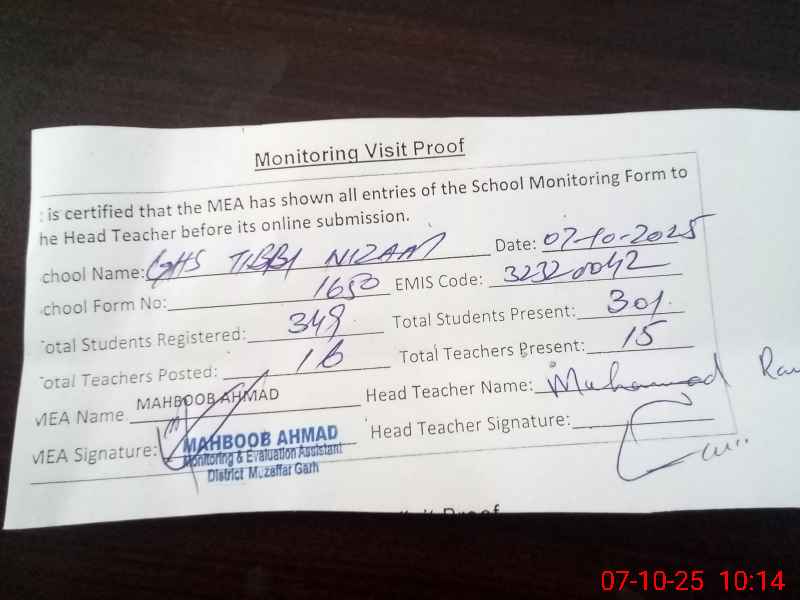 Monitoring Visit Proof
is certified that the MEA has shown all entries of the School Monitoring Form to
he Head Teacher before its online submission.
chool Name: GHS TIBBI NIZAM Date: 07-10-2025
chool Form No: 1650 EMIS Code: 32320042
otal Students Registered: 349 Total Students Present: 301
otal Teachers Posted: 16 Total Teachers Present: 15
MEA Name MAHBOOB AHMAD Head Teacher Name: Muhammad
MEA Signature: Head Teacher Signature:
MAHBOOB AHMAD
Monitoring & Evaluation Assistant
District Muzaffar Garh
07-10-25 10:14